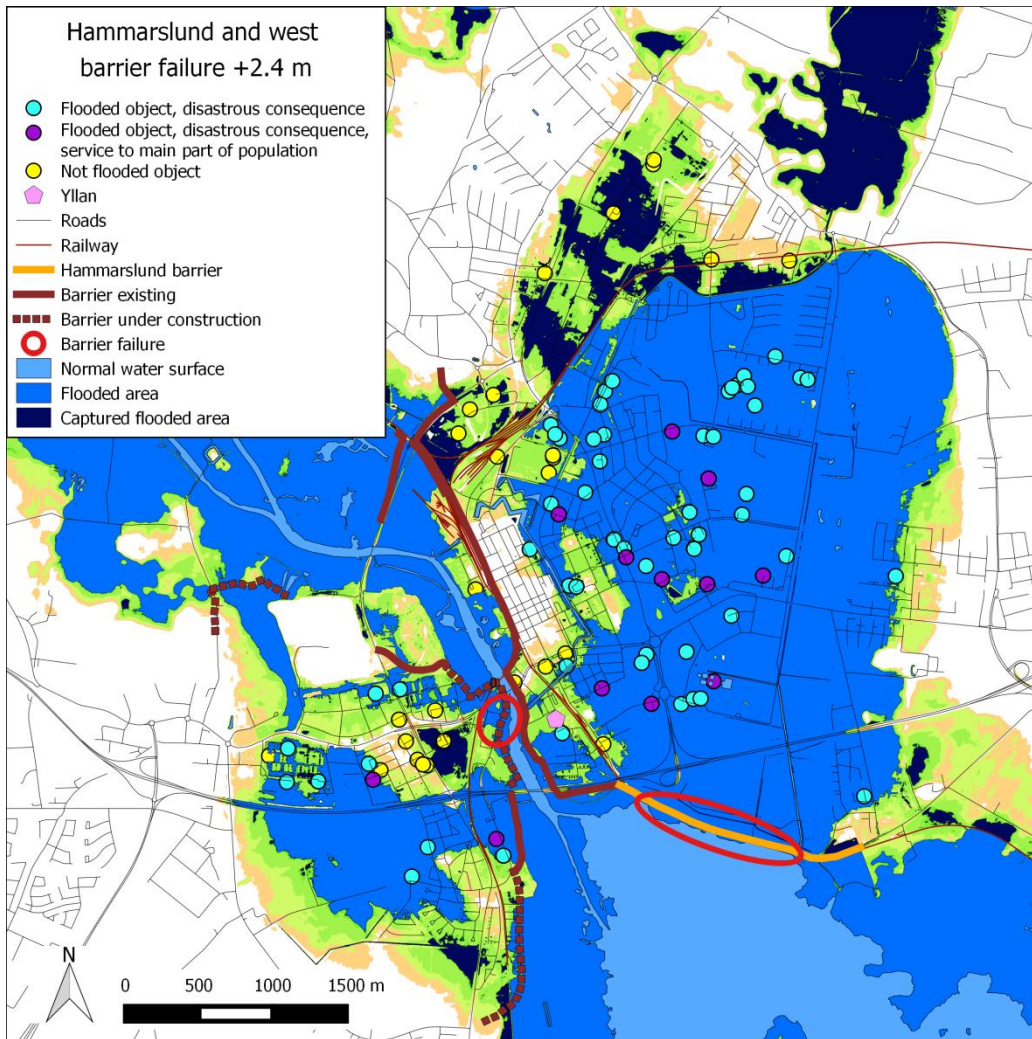 Hammarslund and west
barrier failure +2.4 m
Flooded object, disastrous consequence
Flooded object, disastrous consequence,
service to main part of population
Not flooded object
Yllan
Roads
Railway
Hammarslund barrier
Barrier existing
Barrier under construction
Barrier failure
Normal water surface
Flooded area
Captured flooded area
N
0 500 1000 1500 m